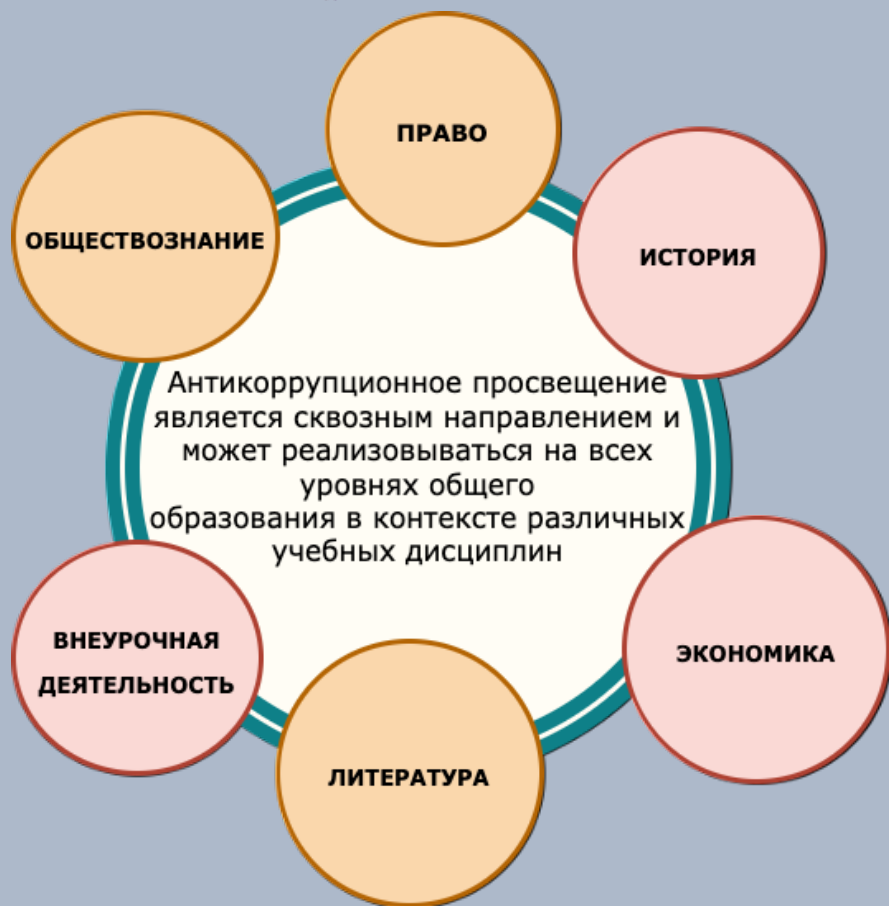 ПРАВО
ОБЩЕСТВОЗНАНИЕ
ИСТОРИЯ
Антикоррупционное просвещение
является сквозным направлением и
может реализовываться на всех
уровнях общего
образования в контексте различных
учебных дисциплин
ВНЕУРОЧНАЯ
ДЕЯТЕЛЬНОСТЬ
ЭКОНОМИКА
ЛИТЕРАТУРА